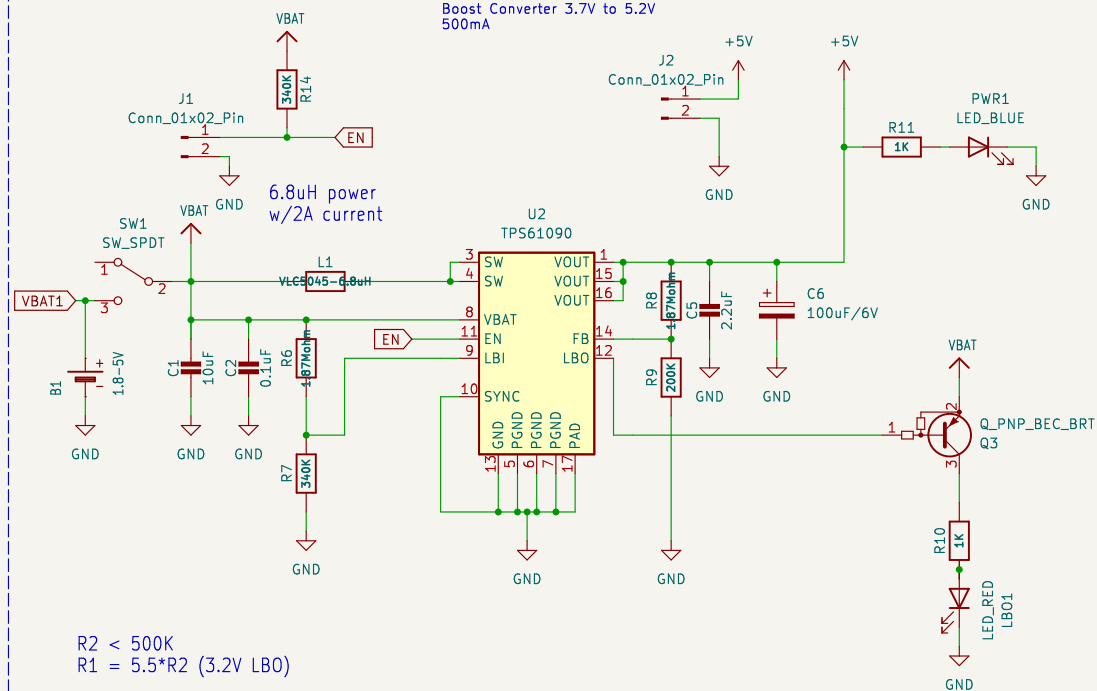 Boost Converter 3.7V to 5.2V
500mA
VBAT
340K
R14
J1
Conn_01x02_Pin
1
2
EN
GND
6.8uH power
w/2A current
J2
Conn_01x02_Pin
1
2
+5V
GND
+5V
R11
1K
PWR1
LED_BLUE
GND
SW1
SW_SPDT
1
2
3
VBAT
VBAT1
L1
VLC5045-6.8uH
B1
+
−
1.8-5V
GND
C1
10uF
GND
C2
0.1uF
GND
R6
1.87Mohm
R7
340K
GND
EN
U2
TPS61090
3
SW
4
SW
8
VBAT
11
EN
9
LBI
10
SYNC
VOUT
1
VOUT
15
VOUT
16
FB
14
LBO
12
GND
PGND
PGND
PGND
PAD
13
5
6
7
17
GND
R8
1.87Mohm
R9
200K
GND
C5
2.2uF
GND
+
C6
100uF/6V
GND
VBAT
1
2
3
Q_PNP_BEC_BRT
Q3
R10
1K
LED_RED
LBO1
GND
R2 < 500K
R1 = 5.5*R2 (3.2V LBO)